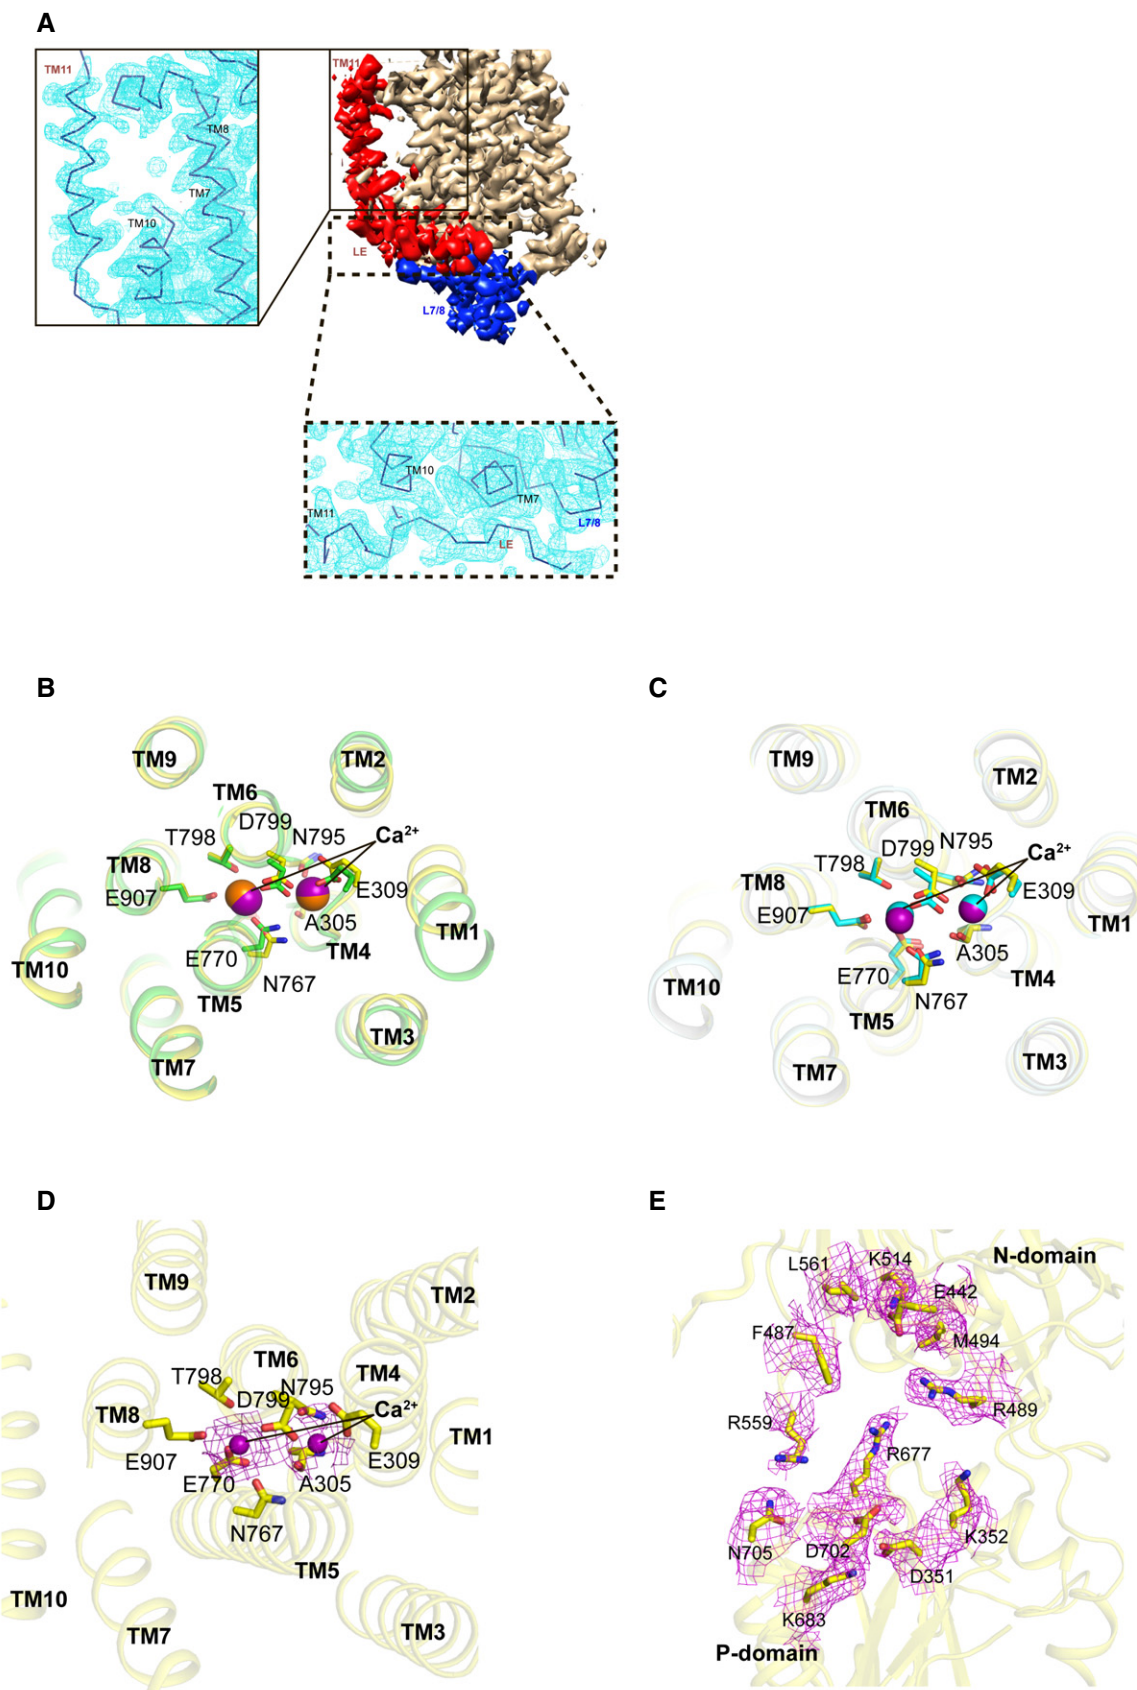 A
TM11
TM8
TM7
TM10
TM11
LE
L7/8
TM10
TM7
TM11
L7/8
LE
B
TM9
TM2
TM6
D799
T798
N795
Ca²⁺
TM8
E907
E309
A305
TM1
E770
TM4
TM10
N767
TM5
TM3
TM7
C
TM9
TM2
TM6
D799
N795
T798
Ca²⁺
TM8
E309
E907
TM1
A305
E770
TM4
TM10
N767
TM5
TM7
TM3
D
TM9
TM2
TM6
TM4
T798
N795
D799
Ca²⁺
TM8
TM1
E907
E309
E770
A305
N767
TM5
TM10
TM3
TM7
E
N-domain
K514
L561
E442
F487
M494
R489
R559
R677
K352
N705
D702
D351
K683
P-domain